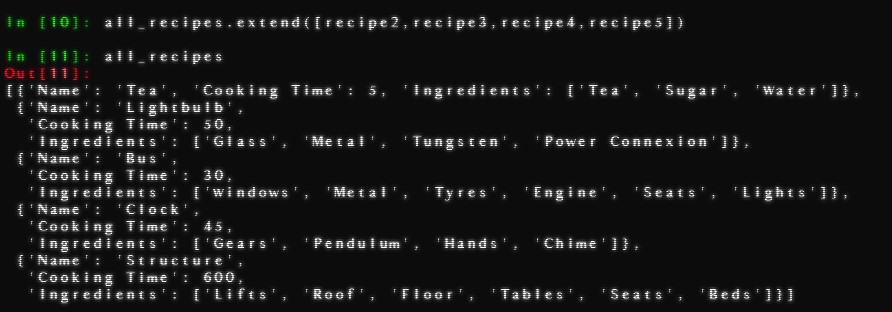 In [10]: all_recipes.extend([recipe2,recipe3,recipe4,recipe5])
In [11]: all_recipes
Out[11]:
[{'Name': 'Tea', 'Cooking Time': 5, 'Ingredients': ['Tea', 'Sugar', 'Water']},
 {'Name': 'Lightbulb',
  'Cooking Time': 50,
  'Ingredients': ['Glass', 'Metal', 'Tungsten', 'Power Connexion']},
 {'Name': 'Bus',
  'Cooking Time': 30,
  'Ingredients': ['Windows', 'Metal', 'Tyres', 'Engine', 'Seats', 'Lights']},
 {'Name': 'Clock',
  'Cooking Time': 45,
  'Ingredients': ['Gears', 'Pendulum', 'Hands', 'Chime']},
 {'Name': 'Structure',
  'Cooking Time': 600,
  'Ingredients': ['Lifts', 'Roof', 'Floor', 'Tables', 'Seats', 'Beds']}]